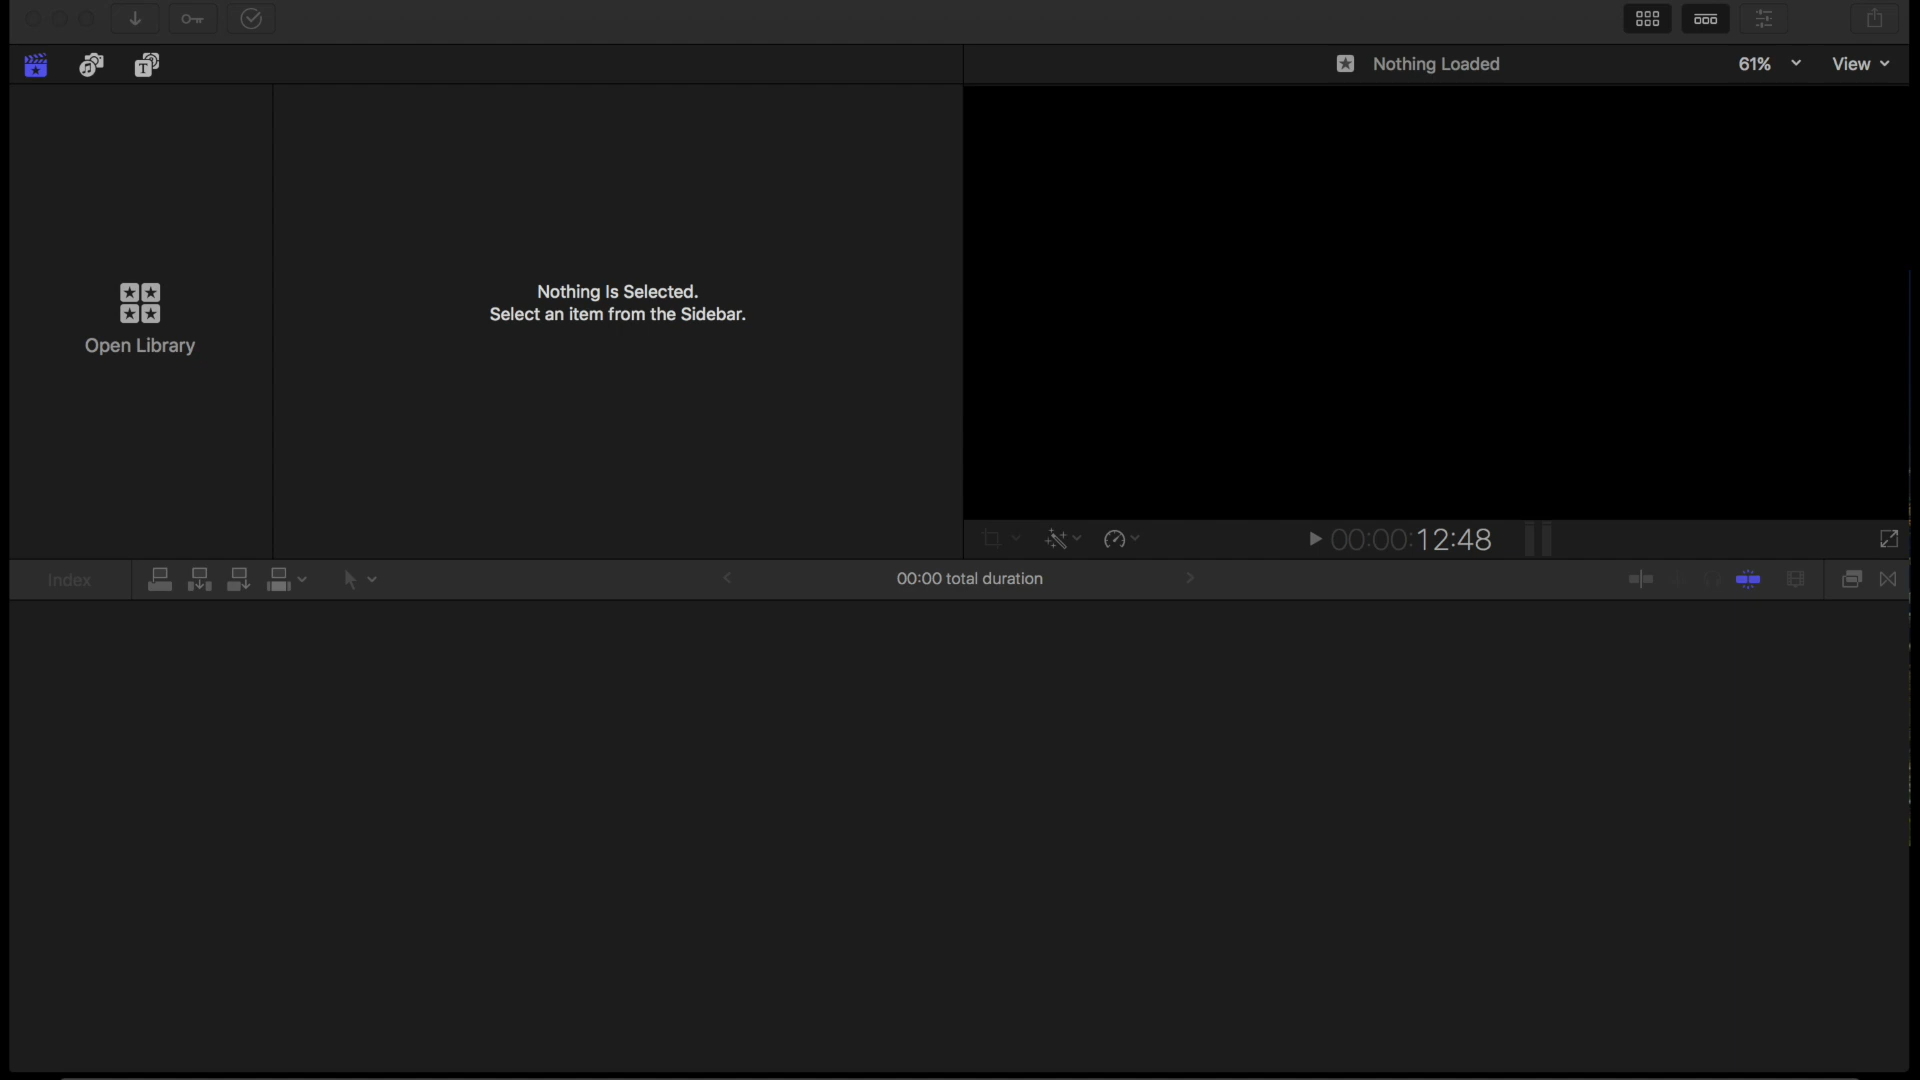 Nothing Loaded
61%
View
Nothing Is Selected.
Select an item from the Sidebar.
Open Library
00:00:12:48
Index
00:00 total duration